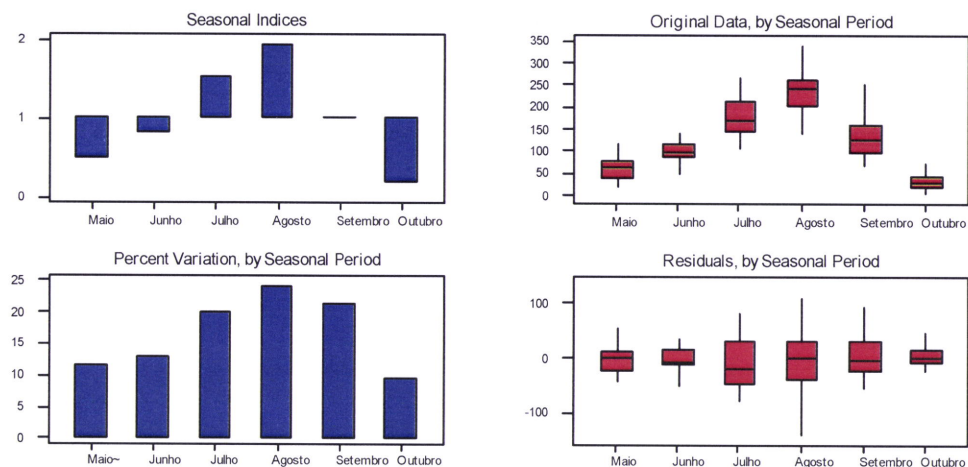 Seasonal Indices
2
1
0
Maio Junho Julho Agosto Setembro Outubro
Original Data, by Seasonal Period
350
300
250
200
150
100
50
0
Maio Junho Julho Agosto Setembro Outubro
Percent Variation, by Seasonal Period
25
20
15
10
5
0
Maio~ Junho Julho Agosto Setembro Outubro
Residuals, by Seasonal Period
100
0
-100
Maio Junho Julho Agosto Setembro Outubro